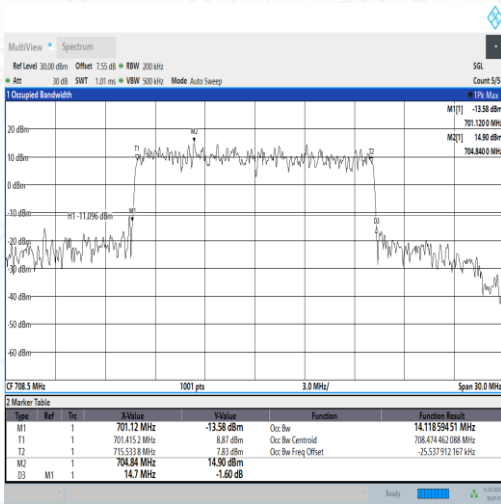 MultiView Spectrum
Ref Level 30.00 dBm Offset 7.55 dB RBW 200 kHz SGL
Att 30 dB SWT 1.01 ms VBW 500 kHz Mode Auto Sweep Count 5/5
1 Occupied Bandwidth 1 Pk Max
M1[1] -13.58 dBm
701.1200 MHz
M2[1] 14.90 dBm
704.8400 MHz
20 dBm
M2
T1
T2
10 dBm
0 dBm
-10 dBm
H1 -11.096 dBm
M1
D3
-20 dBm
-30 dBm
-40 dBm
-50 dBm
-60 dBm
CF 708.5 MHz 1001 pts 3.0 MHz/ Span 30.0 MHz
2 Marker Table
Type Ref Trc X-Value Y-Value Function Function Result
M1 1 701.12 MHz -13.58 dBm Occ Bw 14.118 594 51 MHz
T1 1 701.415 2 MHz 8.87 dBm Occ Bw Centroid 708.474 462 088 MHz
T2 1 715.533 8 MHz 7.83 dBm Occ Bw Freq Offset -25.537 912 167 kHz
M2 1 704.84 MHz 14.90 dBm
D3 M1 1 14.7 MHz -1.60 dB
Ready